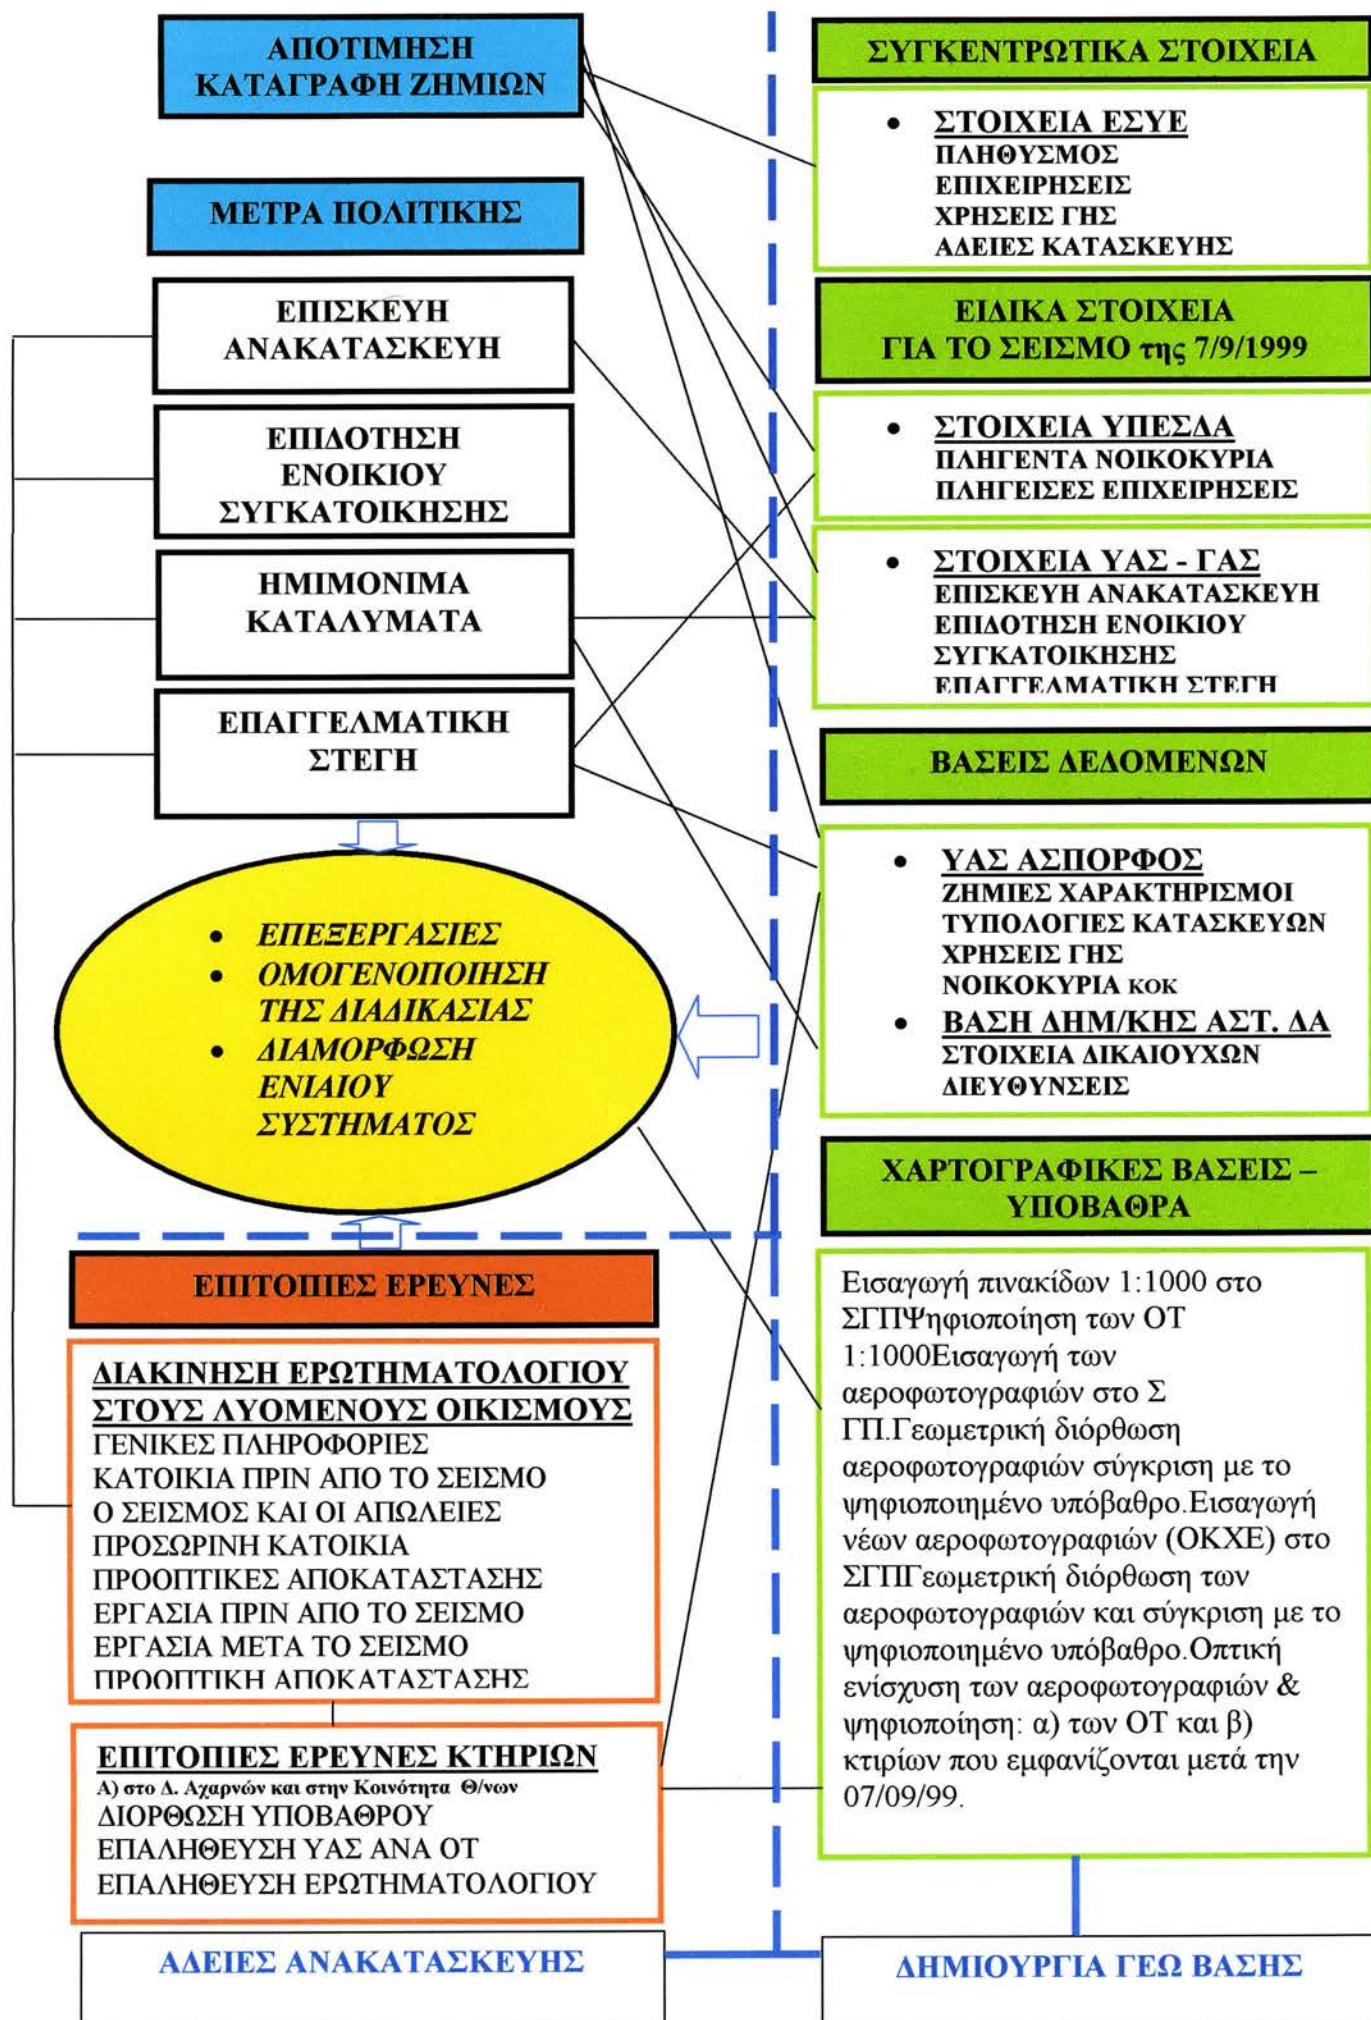 ΑΠΟΤΙΜΗΣΗ
ΚΑΤΑΓΡΑΦΗ ΖΗΜΙΩΝ
ΜΕΤΡΑ ΠΟΛΙΤΙΚΗΣ
ΕΠΙΣΚΕΥΗ
ΑΝΑΚΑΤΑΣΚΕΥΗ
ΕΠΙΔΟΤΗΣΗ
ΕΝΟΙΚΙΟΥ
ΣΥΓΚΑΤΟΙΚΗΣΗΣ
ΗΜΙΜΟΝΙΜΑ
ΚΑΤΑΛΥΜΑΤΑ
ΕΠΑΓΓΕΛΜΑΤΙΚΗ
ΣΤΕΓΗ
• ΕΠΕΞΕΡΓΑΣΙΕΣ
• ΟΜΟΓΕΝΟΠΟΙΗΣΗ
ΤΗΣ ΔΙΑΔΙΚΑΣΙΑΣ
• ΔΙΑΜΟΡΦΩΣΗ
ΕΝΙΑΙΟΥ
ΣΥΣΤΗΜΑΤΟΣ
ΕΠΙΤΟΠΙΕΣ ΕΡΕΥΝΕΣ
ΔΙΑΚΙΝΗΣΗ ΕΡΩΤΗΜΑΤΟΛΟΓΙΟΥ
ΣΤΟΥΣ ΛΥΟΜΕΝΟΥΣ ΟΙΚΙΣΜΟΥΣ
ΓΕΝΙΚΕΣ ΠΛΗΡΟΦΟΡΙΕΣ
ΚΑΤΟΙΚΙΑ ΠΡΙΝ ΑΠΟ ΤΟ ΣΕΙΣΜΟ
Ο ΣΕΙΣΜΟΣ ΚΑΙ ΟΙ ΑΠΩΛΕΙΕΣ
ΠΡΟΣΩΡΙΝΗ ΚΑΤΟΙΚΙΑ
ΠΡΟΟΠΤΙΚΕΣ ΑΠΟΚΑΤΑΣΤΑΣΗΣ
ΕΡΓΑΣΙΑ ΠΡΙΝ ΑΠΟ ΤΟ ΣΕΙΣΜΟ
ΕΡΓΑΣΙΑ ΜΕΤΑ ΤΟ ΣΕΙΣΜΟ
ΠΡΟΟΠΤΙΚΗ ΑΠΟΚΑΤΑΣΤΑΣΗΣ
ΕΠΙΤΟΠΙΕΣ ΕΡΕΥΝΕΣ ΚΤΗΡΙΩΝ
Α) στο Δ. Αχαρνών και στην Κοινότητα Θ/νων
ΔΙΟΡΘΩΣΗ ΥΠΟΒΑΘΡΟΥ
ΕΠΑΛΗΘΕΥΣΗ ΥΑΣ ΑΝΑ ΟΤ
ΕΠΑΛΗΘΕΥΣΗ ΕΡΩΤΗΜΑΤΟΛΟΓΙΟΥ
ΑΔΕΙΕΣ ΑΝΑΚΑΤΑΣΚΕΥΗΣ
ΣΥΓΚΕΝΤΡΩΤΙΚΑ ΣΤΟΙΧΕΙΑ
• ΣΤΟΙΧΕΙΑ ΕΣΥΕ
ΠΛΗΘΥΣΜΟΣ
ΕΠΙΧΕΙΡΗΣΕΙΣ
ΧΡΗΣΕΙΣ ΓΗΣ
ΑΔΕΙΕΣ ΚΑΤΑΣΚΕΥΗΣ
ΕΙΔΙΚΑ ΣΤΟΙΧΕΙΑ
ΓΙΑ ΤΟ ΣΕΙΣΜΟ της 7/9/1999
• ΣΤΟΙΧΕΙΑ ΥΠΕΣΔΑ
ΠΛΗΓΕΝΤΑ ΝΟΙΚΟΚΥΡΙΑ
ΠΛΗΓΕΙΣΕΣ ΕΠΙΧΕΙΡΗΣΕΙΣ
• ΣΤΟΙΧΕΙΑ ΥΑΣ - ΓΑΣ
ΕΠΙΣΚΕΥΗ ΑΝΑΚΑΤΑΣΚΕΥΗ
ΕΠΙΔΟΤΗΣΗ ΕΝΟΙΚΙΟΥ
ΣΥΓΚΑΤΟΙΚΗΣΗΣ
ΕΠΑΓΓΕΛΜΑΤΙΚΗ ΣΤΕΓΗ
ΒΑΣΕΙΣ ΔΕΔΟΜΕΝΩΝ
• ΥΑΣ ΑΣΠΟΡΦΟΣ
ΖΗΜΙΕΣ ΧΑΡΑΚΤΗΡΙΣΜΟΙ
ΤΥΠΟΛΟΓΙΕΣ ΚΑΤΑΣΚΕΥΩΝ
ΧΡΗΣΕΙΣ ΓΗΣ
ΝΟΙΚΟΚΥΡΙΑ ΚΟΚ
• ΒΑΣΗ ΔΗΜ/ΚΗΣ ΑΣΤ. ΔΑ
ΣΤΟΙΧΕΙΑ ΔΙΚΑΙΟΥΧΩΝ
ΔΙΕΥΘΥΝΣΕΙΣ
ΧΑΡΤΟΓΡΑΦΙΚΕΣ ΒΑΣΕΙΣ –
ΥΠΟΒΑΘΡΑ
Εισαγωγή πινακίδων 1:1000 στο
ΣΓΠΨηφιοποίηση των ΟΤ
1:1000Εισαγωγή των
αεροφωτογραφιών στο Σ
ΓΠ.Γεωμετρική διόρθωση
αεροφωτογραφιών σύγκριση με το
ψηφιοποιημένο υπόβαθρο.Εισαγωγή
νέων αεροφωτογραφιών (ΟΚΧΕ) στο
ΣΓΠΓεωμετρική διόρθωση των
αεροφωτογραφιών και σύγκριση με το
ψηφιοποιημένο υπόβαθρο.Οπτική
ενίσχυση των αεροφωτογραφιών &
ψηφιοποίηση: α) των ΟΤ και β)
κτιρίων που εμφανίζονται μετά την
07/09/99.
ΔΗΜΙΟΥΡΓΙΑ ΓΕΩ ΒΑΣΗΣ